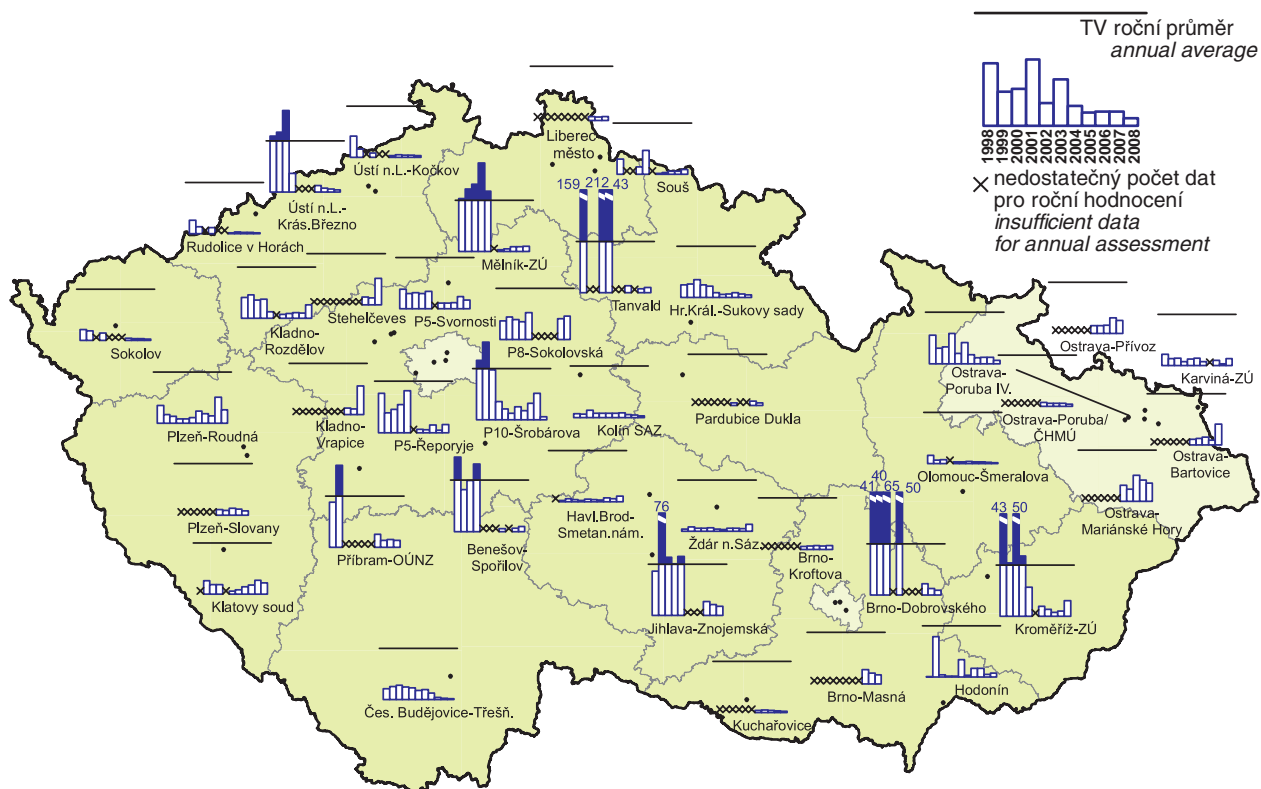 TV roční průměr
annual average
1998
1999
2000
2001
2002
2003
2004
2005
2006
2007
2008
× nedostatečný počet dat
pro roční hodnocení
insufficient data
for annual assessment
Liberec
město
Ústí n.L.-Kočkov
Souš
159 212 43
Ústí n.L.-
Krás.Březno
Rudolice v Horách
Mělník-ZÚ
Tanvald
Hr.Král.-Sukovy sady
Stehelčeves
P5-Svornosti
Kladno-
Rozdělov
Sokolov
P8-Sokolovská
Ostrava-Přívoz
Karviná-ZÚ
Ostrava-
Poruba IV.
Ostrava-Poruba/
ČHMÚ
Pardubice Dukla
Plzeň-Roudná
Kladno-
Vrapice
P5-Řeporyje
P10-Šrobárova
Kolín SAZ
Ostrava-
Bartovice
Olomouc-Šmeralova
40
41 65 50
Plzeň-Slovany
Příbram-OÚNZ
Benešov-
Spořilov
Havl.Brod-
Smetan.nám.
76
Ždár n.Sáz.
Brno-
Kroftova
43 50
Ostrava-
Mariánské Hory
Klatovy soud
Jihlava-Znojemská
Brno-Dobrovského
Kroměříž-ZÚ
Čes. Budějovice-Třešň.
Kuchařovice
Brno-Masná
Hodonín